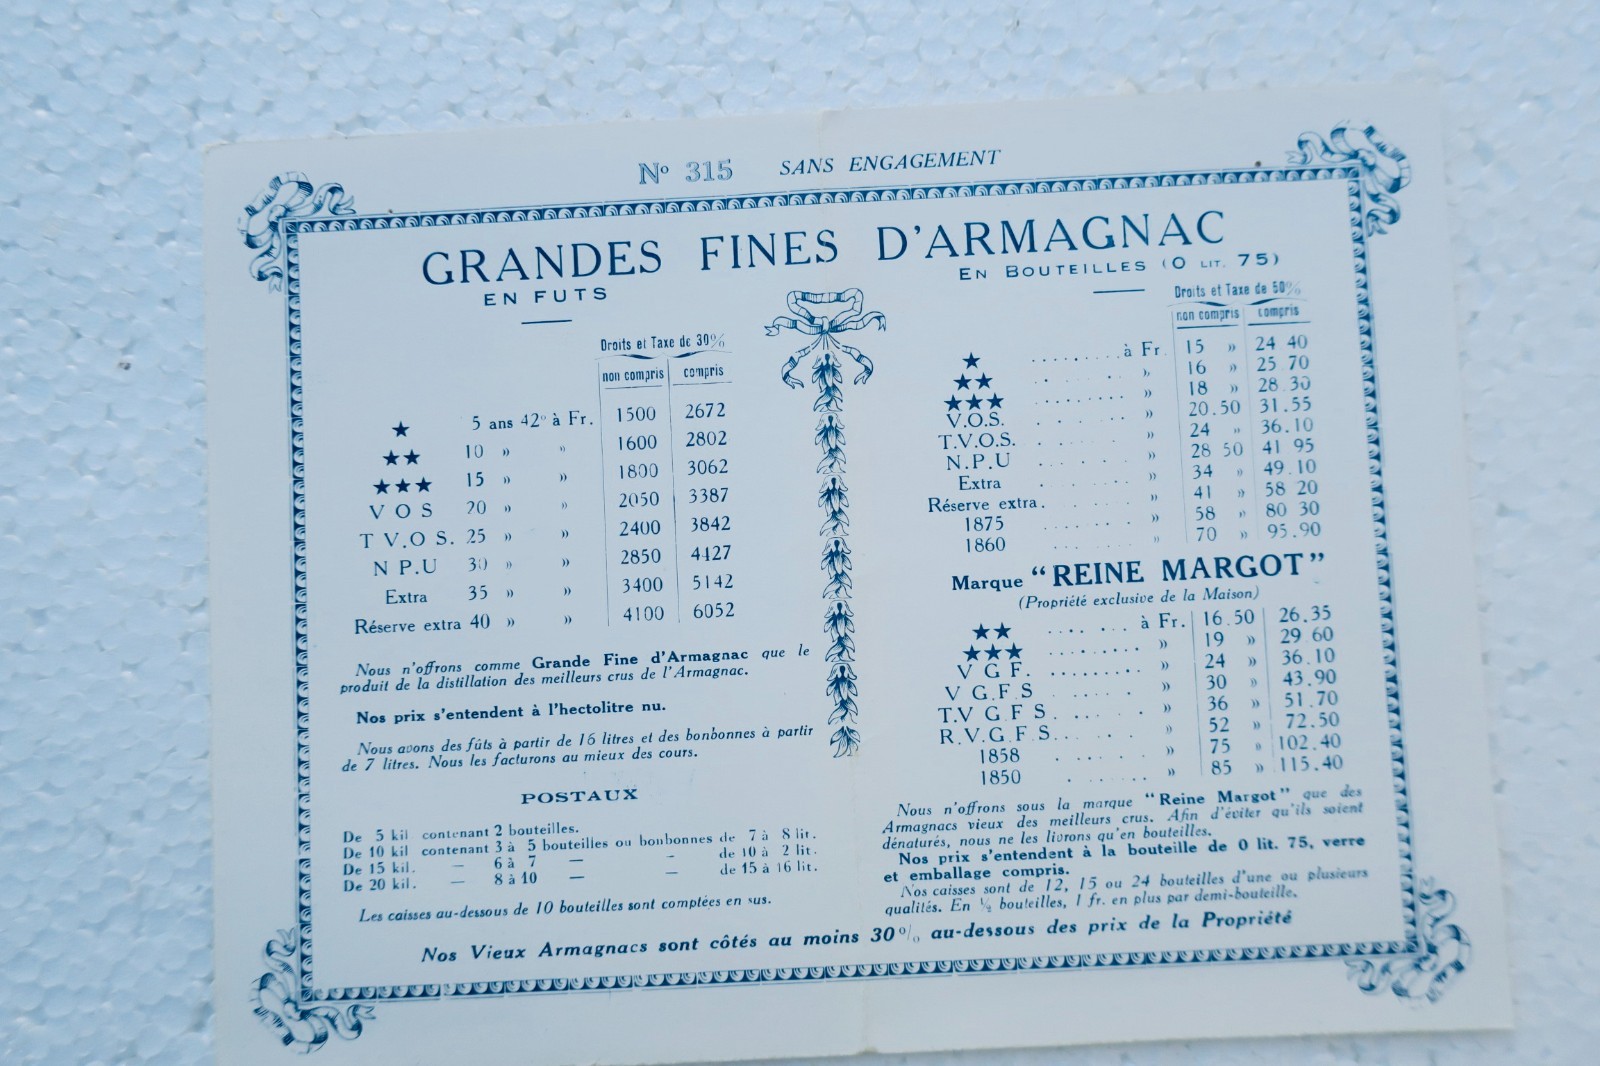 Nº 315 SANS ENGAGEMENT
GRANDES FINES D'ARMAGNAC
EN FUTS
Droits et Taxe de 30%
non compris compris
★ 5 ans 42º à Fr. 1500 2672
★★ 10 » » 1600 2802
★★★ 15 » » 1800 3062
V O S 20 » » 2050 3387
T V.O.S. 25 » » 2400 3842
N P.U 30 » » 2850 4427
Extra 35 » » 3400 5142
Réserve extra 40 » » 4100 6052
Nous n'offrons comme Grande Fine d'Armagnac que le
produit de la distillation des meilleurs crus de l'Armagnac.
Nos prix s'entendent à l'hectolitre nu.
Nous avons des fûts à partir de 16 litres et des bonbonnes à partir
de 7 litres. Nous les facturons au mieux des cours.
POSTAUX
De 5 kil contenant 2 bouteilles.
De 10 kil contenant 3 à 5 bouteilles ou bonbonnes de 7 à 8 lit.
De 15 kil. — 6 à 7 — - de 10 à 2 lit.
De 20 kil. — 8 à 10 — — de 15 à 16 lit.
Les caisses au-dessous de 10 bouteilles sont comptées en sus.
EN BOUTEILLES (0 LIT. 75)
Droits et Taxe de 50%
non compris compris
★ ......... à Fr. 15 » 24 40
★★ . . . . . » 16 » 25 70
★★★ ......... » 18 » 28.30
V.O.S. . . . . . . » 20.50 31.55
T.V.O.S. . . . . . . » 24 » 36.10
N.P.U . . . . . . » 28 50 41 95
Extra . . . . . . » 34 » 49.10
Réserve extra. . . . . . » 41 » 58 20
1875 . . . . . . . » 58 » 80 30
1860 . . . . . . » 70 » 95.90
Marque "REINE MARGOT"
(Propriété exclusive de la Maison)
★★ .... ... à Fr. 16.50 26.35
★★★ ......... » 19 » 29 60
V G F. ......... » 24 » 36.10
V G.F.S . . . . . . » 30 » 43.90
T.V G F S . . . . . . » 36 » 51.70
R.V.G.F.S.. . . . . . » 52 » 72.50
1858 . . . . . » 75 » 102.40
1850 . . . . . » 85 » 115.40
Nous n'offrons sous la marque "Reine Margot" que des
Armagnacs vieux des meilleurs crus. Afin d'éviter qu'ils soient
dénaturés, nous ne les livrons qu'en bouteilles.
Nos prix s'entendent à la bouteille de 0 lit. 75, verre
et emballage compris.
Nos caisses sont de 12, 15 ou 24 bouteilles d'une ou plusieurs
qualités. En ½ bouteilles, 1 fr. en plus par demi-bouteille.
Nos Vieux Armagnacs sont côtés au moins 30% au-dessous des prix de la Propriété